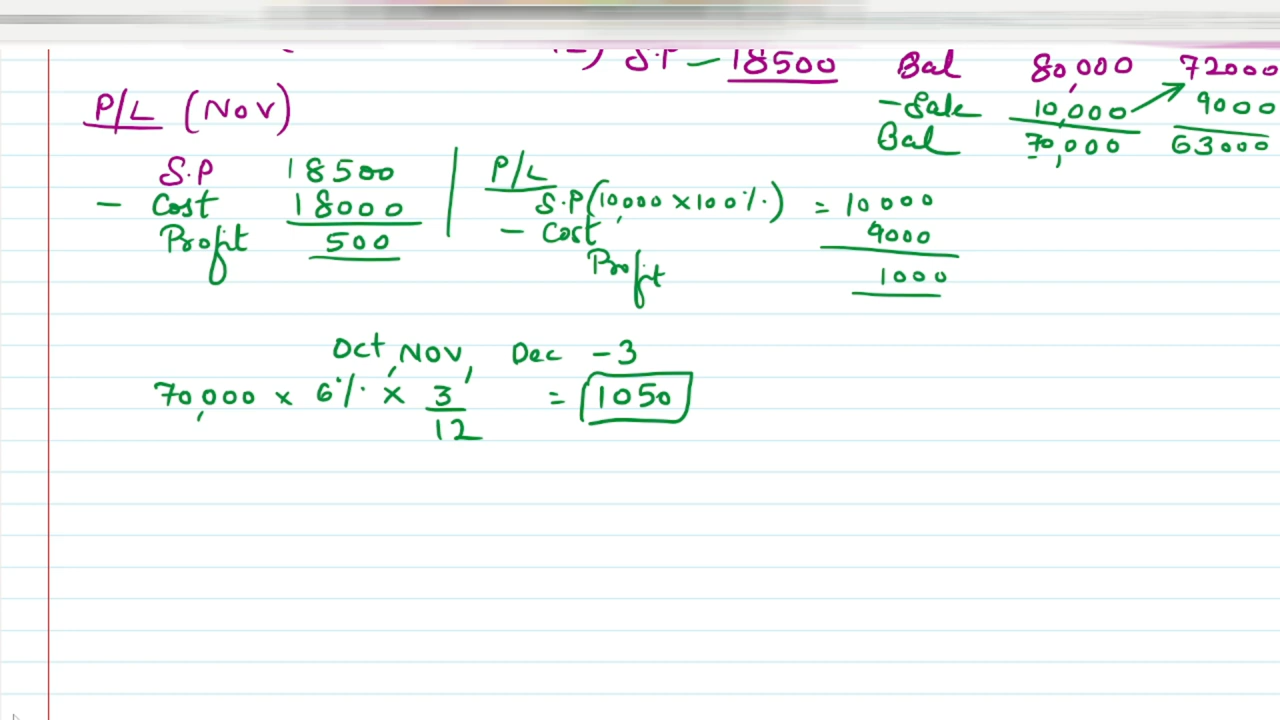 S.P - 18500 Bal 80,000 72000
P/L (Nov) - Sale 10,000 9000
Bal 70,000 63000
S.P 18500 P/L
- Cost 18000 S.P (10,000 x 100%) = 10000
Profit 500 - Cost 9000
Profit 1000
Oct, Nov, Dec - 3
70,000 x 6% x 3/12 = 1050